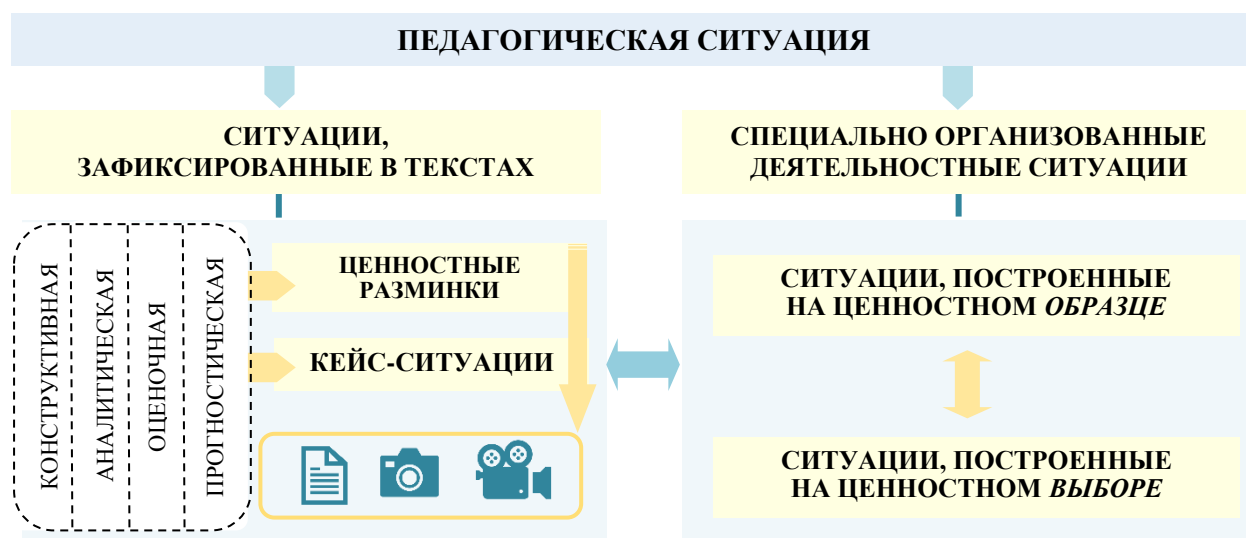 ПЕДАГОГИЧЕСКАЯ СИТУАЦИЯ
СИТУАЦИИ,
ЗАФИКСИРОВАННЫЕ В ТЕКСТАХ
СПЕЦИАЛЬНО ОРГАНИЗОВАННЫЕ
ДЕЯТЕЛЬНОСТНЫЕ СИТУАЦИИ
КОНСТРУКТИВНАЯ
АНАЛИТИЧЕСКАЯ
ОЦЕНОЧНАЯ
ПРОГНОСТИЧЕСКАЯ
ЦЕННОСТНЫЕ
РАЗМИНКИ
КЕЙС-СИТУАЦИИ
СИТУАЦИИ, ПОСТРОЕННЫЕ
НА ЦЕННОСТНОМ ОБРАЗЦЕ
СИТУАЦИИ, ПОСТРОЕННЫЕ
НА ЦЕННОСТНОМ ВЫБОРЕ